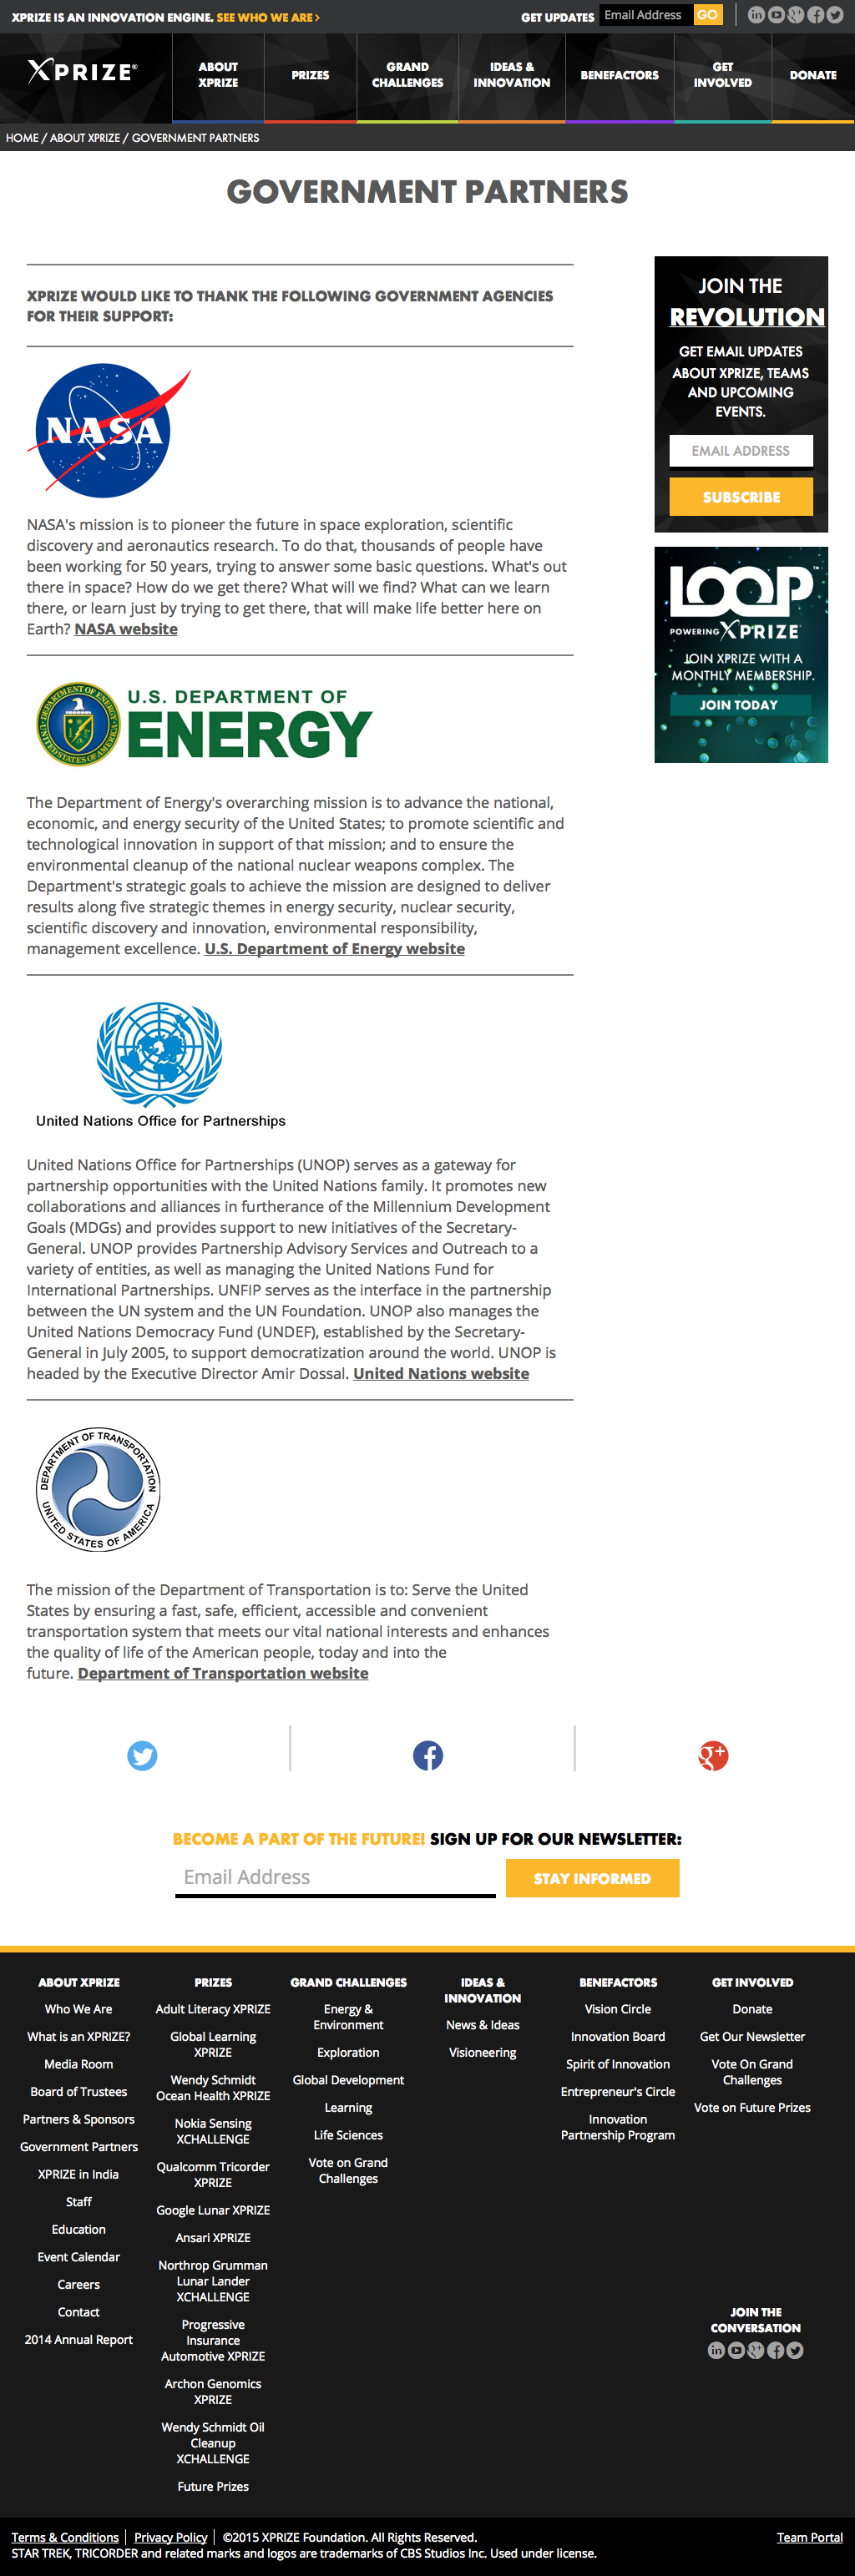 XPRIZE IS AN INNOVATION ENGINE. SEE WHO WE ARE >
GET UPDATES Email Address GO
XPRIZE®
ABOUT
XPRIZE
PRIZES
GRAND
CHALLENGES
IDEAS &
INNOVATION
BENEFACTORS
GET
INVOLVED
DONATE
HOME / ABOUT XPRIZE / GOVERNMENT PARTNERS
GOVERNMENT PARTNERS
XPRIZE WOULD LIKE TO THANK THE FOLLOWING GOVERNMENT AGENCIES
FOR THEIR SUPPORT:
NASA
NASA's mission is to pioneer the future in space exploration, scientific
discovery and aeronautics research. To do that, thousands of people have
been working for 50 years, trying to answer some basic questions. What's out
there in space? How do we get there? What will we find? What can we learn
there, or learn just by trying to get there, that will make life better here on
Earth? NASA website
DEPARTMENT OF ENERGY
UNITED STATES OF AMERICA
U.S. DEPARTMENT OF
ENERGY
The Department of Energy's overarching mission is to advance the national,
economic, and energy security of the United States; to promote scientific and
technological innovation in support of that mission; and to ensure the
environmental cleanup of the national nuclear weapons complex. The
Department's strategic goals to achieve the mission are designed to deliver
results along five strategic themes in energy security, nuclear security,
scientific discovery and innovation, environmental responsibility,
management excellence. U.S. Department of Energy website
United Nations Office for Partnerships
United Nations Office for Partnerships (UNOP) serves as a gateway for
partnership opportunities with the United Nations family. It promotes new
collaborations and alliances in furtherance of the Millennium Development
Goals (MDGs) and provides support to new initiatives of the Secretary-
General. UNOP provides Partnership Advisory Services and Outreach to a
variety of entities, as well as managing the United Nations Fund for
International Partnerships. UNFIP serves as the interface in the partnership
between the UN system and the UN Foundation. UNOP also manages the
United Nations Democracy Fund (UNDEF), established by the Secretary-
General in July 2005, to support democratization around the world. UNOP is
headed by the Executive Director Amir Dossal. United Nations website
DEPARTMENT OF TRANSPORTATION
UNITED STATES OF AMERICA
The mission of the Department of Transportation is to: Serve the United
States by ensuring a fast, safe, efficient, accessible and convenient
transportation system that meets our vital national interests and enhances
the quality of life of the American people, today and into the
future. Department of Transportation website
JOIN THE
REVOLUTION
GET EMAIL UPDATES
ABOUT XPRIZE, TEAMS
AND UPCOMING
EVENTS.
EMAIL ADDRESS
SUBSCRIBE
LOOP™
POWERING XPRIZE
JOIN XPRIZE WITH A
MONTHLY MEMBERSHIP.
JOIN TODAY
BECOME A PART OF THE FUTURE! SIGN UP FOR OUR NEWSLETTER:
Email Address
STAY INFORMED
ABOUT XPRIZE
Who We Are
What is an XPRIZE?
Media Room
Board of Trustees
Partners & Sponsors
Government Partners
XPRIZE in India
Staff
Education
Event Calendar
Careers
Contact
2014 Annual Report
PRIZES
Adult Literacy XPRIZE
Global Learning
XPRIZE
Wendy Schmidt
Ocean Health XPRIZE
Nokia Sensing
XCHALLENGE
Qualcomm Tricorder
XPRIZE
Google Lunar XPRIZE
Ansari XPRIZE
Northrop Grumman
Lunar Lander
XCHALLENGE
Progressive
Insurance
Automotive XPRIZE
Archon Genomics
XPRIZE
Wendy Schmidt Oil
Cleanup
XCHALLENGE
Future Prizes
GRAND CHALLENGES
Energy &
Environment
Exploration
Global Development
Learning
Life Sciences
Vote on Grand
Challenges
IDEAS &
INNOVATION
News & Ideas
Visioneering
BENEFACTORS
Vision Circle
Innovation Board
Spirit of Innovation
Entrepreneur's Circle
Innovation
Partnership Program
GET INVOLVED
Donate
Get Our Newsletter
Vote On Grand
Challenges
Vote on Future Prizes
JOIN THE
CONVERSATION
Terms & Conditions | Privacy Policy | ©2015 XPRIZE Foundation. All Rights Reserved.
Team Portal
STAR TREK, TRICORDER and related marks and logos are trademarks of CBS Studios Inc. Used under license.